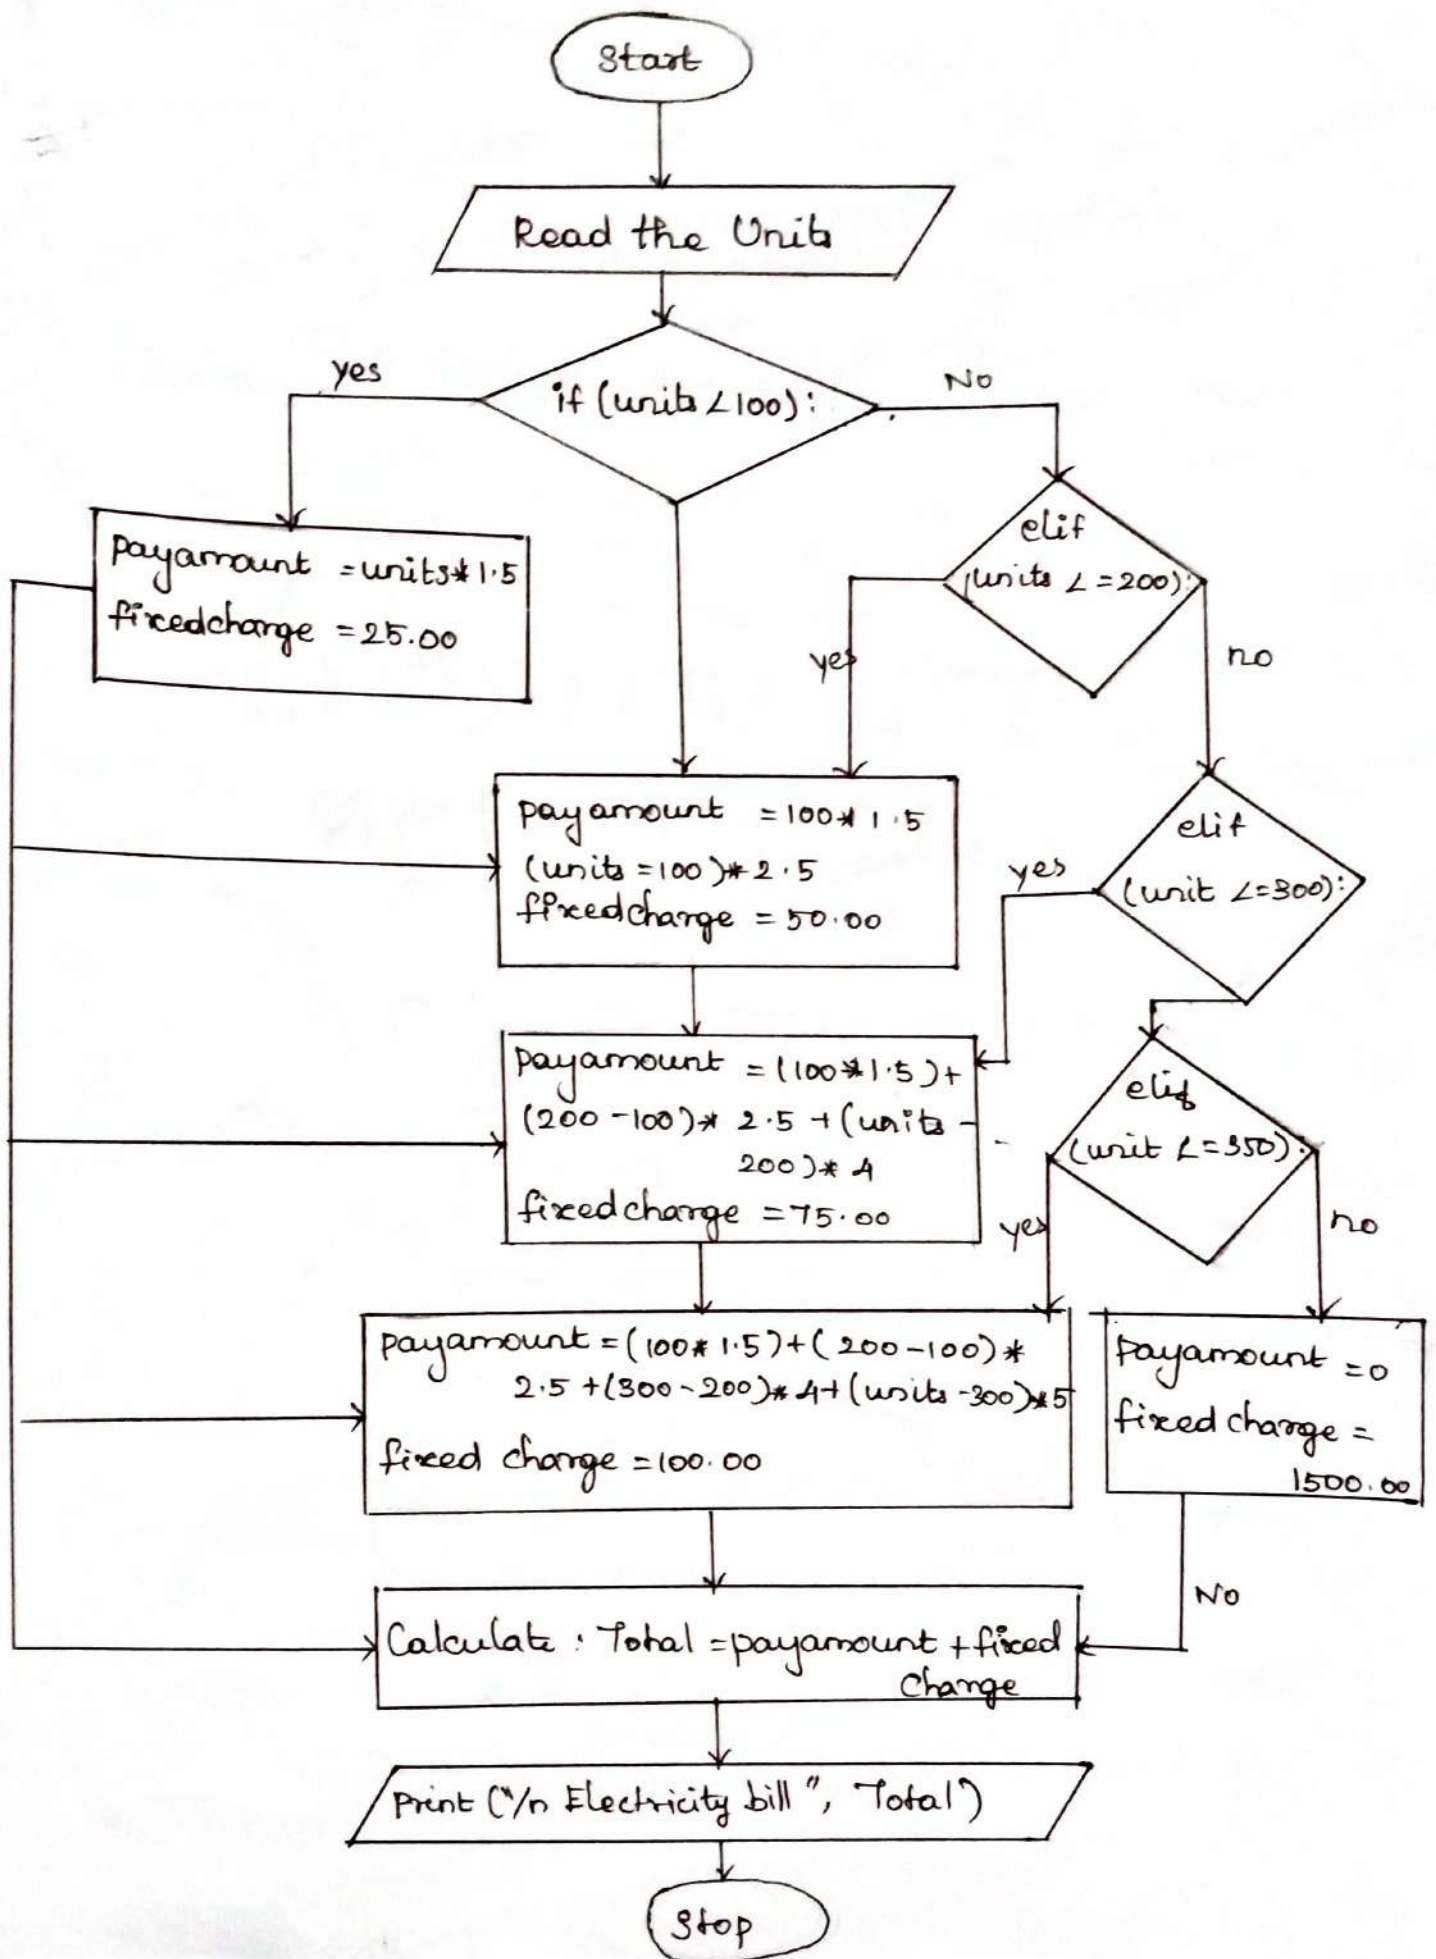 Start
Read the Units
if (units <100):
yes
No
payamount = units*1.5
fixedcharge = 25.00
elif
(units <=200):
yes
no
payamount = 100*1.5
(units =100)*2.5
fixedcharge = 50.00
elif
(unit <=300):
yes
payamount =(100*1.5)+
(200-100)* 2.5 +(units -
200)* 4
fixedcharge =75.00
elif
(unit <=350):
yes
no
payamount =(100*1.5)+(200-100)*
2.5 +(300-200)*4+(units-300)*5
fixed charge =100.00
payamount =0
fixed charge =
1500.00
No
Calculate : Total =payamount +fixed
Change
print ("/n Electricity bill", Total)
Stop